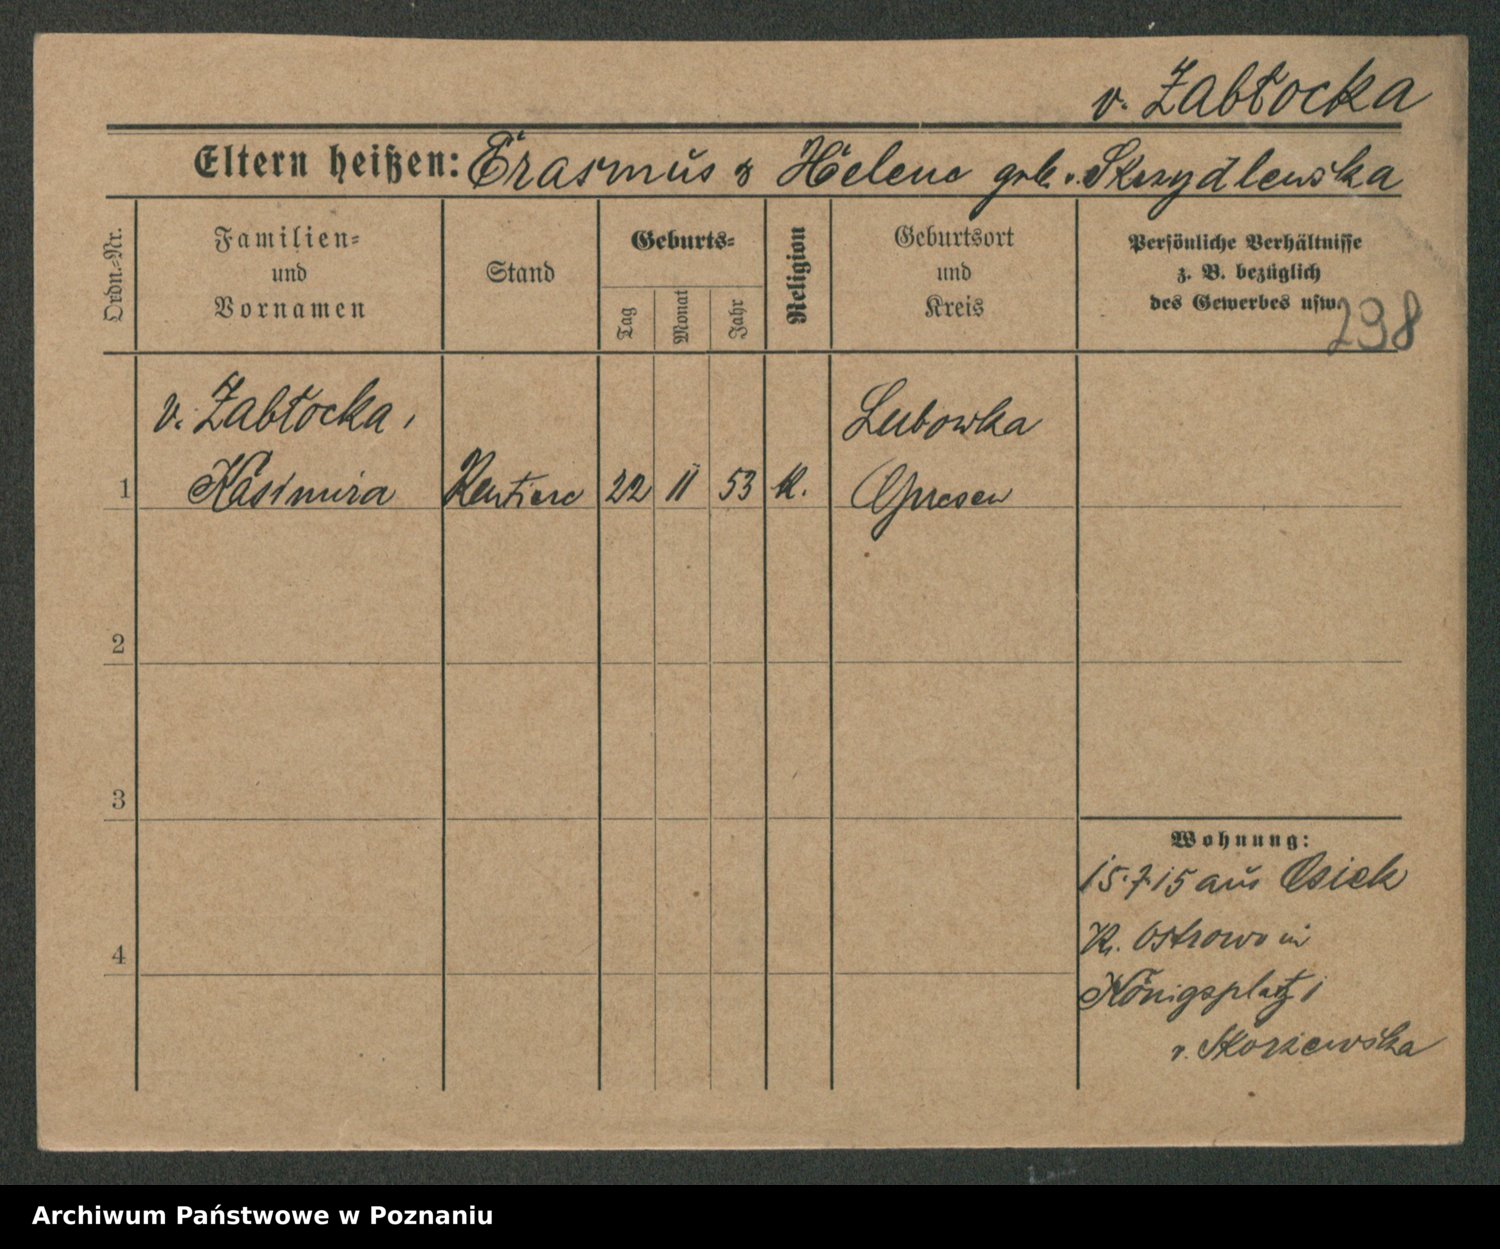 v. Zabłocka
Eltern heißen: Erasmus & Helene geb. v. Skrzydlewska
Ordn.-Nr.
Familien-
und
Vornamen
Stand
Geburts-
Tag
Monat
Jahr
Religion
Geburtsort
und
Kreis
Persönliche Verhältnisse
z. B. bezüglich
des Gewerbes usw.
238
v. Zabłocka,
Lubowka
1 Kasimira Rentiere 22 11 53 K. Gnesen
2
3
4
Wohnung:
15.7.15 aus Osiek
Kr. Ostrowo in
Königsplatz 1
v. Skorzewska
Archiwum Państwowe w Poznaniu